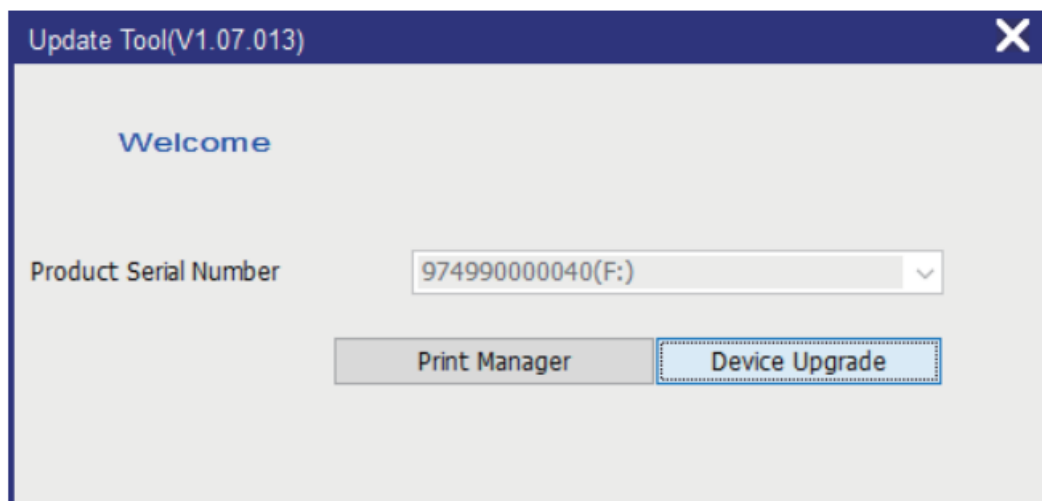 Update Tool(V1.07.013)
Welcome
Product Serial Number
974990000040(F:)
Print Manager
Device Upgrade